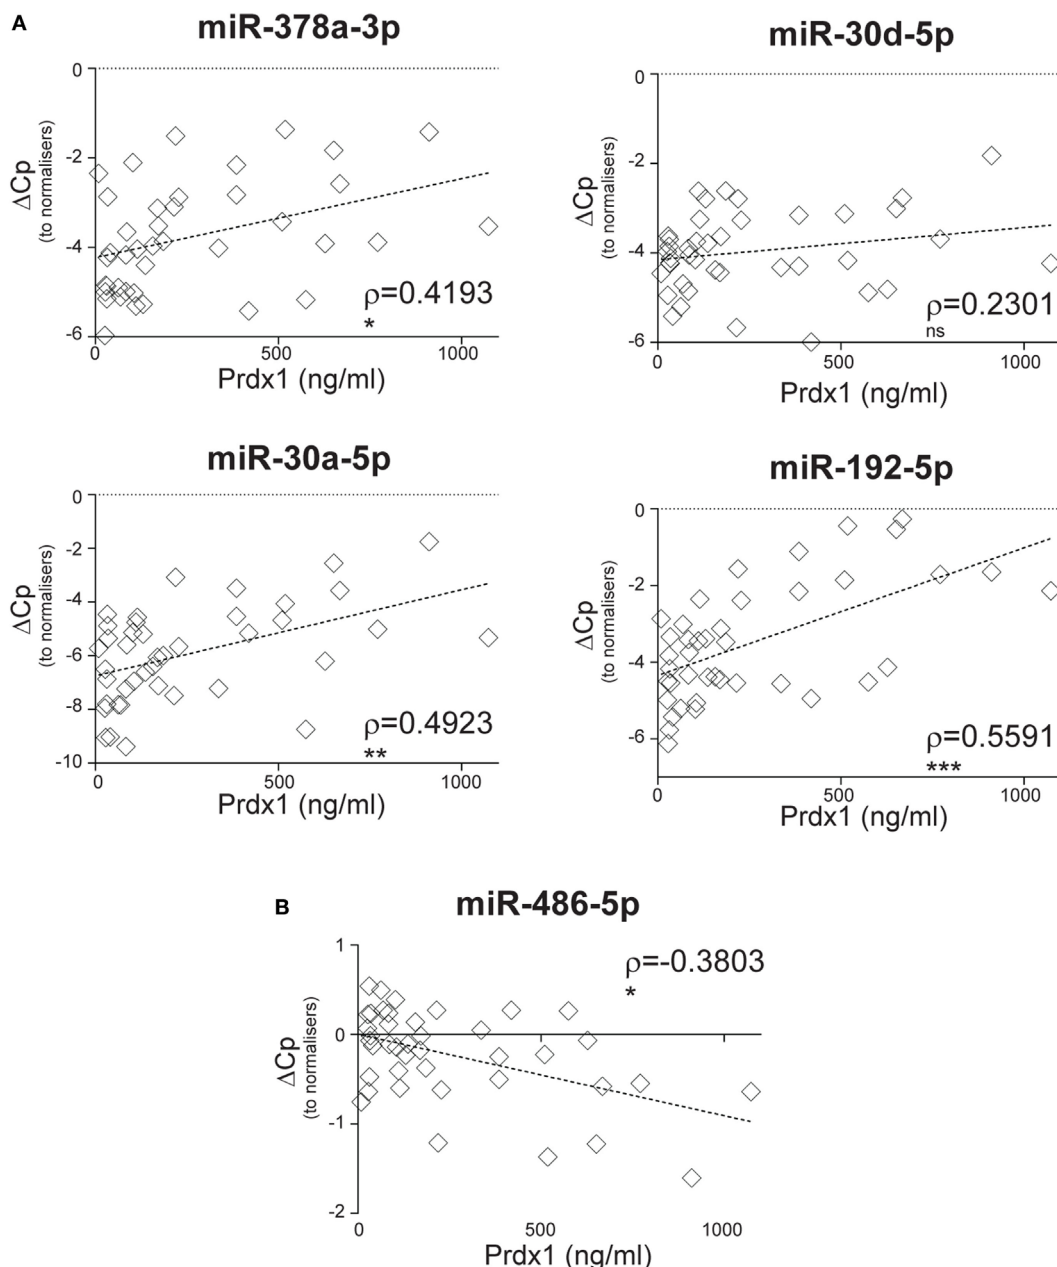 A
miR-378a-3p
0
-2
-4
-6
ΔCp
(to normalisers)
ρ=0.4193
*
0
500
1000
Prdx1 (ng/ml)
miR-30d-5p
0
-2
-4
-6
ΔCp
(to normalisers)
ρ=0.2301
ns
0
500
1000
Prdx1 (ng/ml)
miR-30a-5p
0
-2
-4
-6
-8
-10
ΔCp
(to normalisers)
ρ=0.4923
**
0
500
1000
Prdx1 (ng/ml)
miR-192-5p
0
-2
-4
-6
ΔCp
(to normalisers)
ρ=0.5591
***
0
500
1000
Prdx1 (ng/ml)
B
miR-486-5p
1
0
-1
-2
ΔCp
(to normalisers)
ρ=-0.3803
*
0
500
1000
Prdx1 (ng/ml)